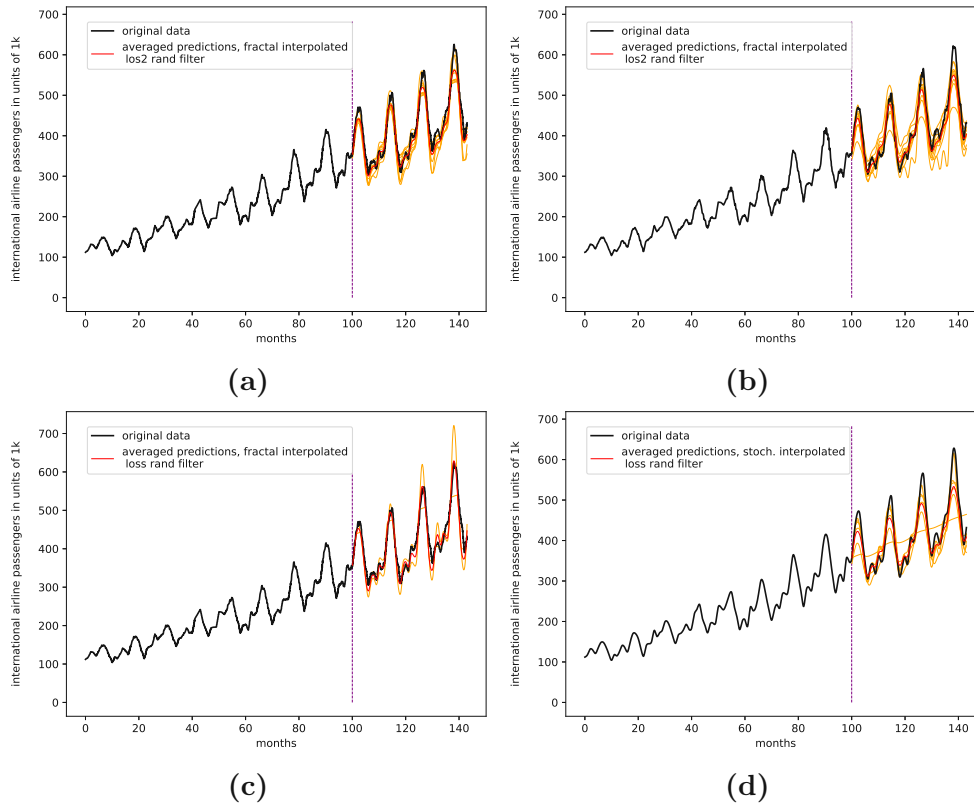 international airline passengers in units of 1k
700
600
500
400
300
200
100
0
original data
averaged predictions, fractal interpolated
los2 rand filter
0 20 40 60 80 100 120 140
months
(a)
international airline passengers in units of 1k
700
600
500
400
300
200
100
0
original data
averaged predictions, fractal interpolated
los2 rand filter
0 20 40 60 80 100 120 140
months
(b)
international airline passengers in units of 1k
700
600
500
400
300
200
100
0
original data
averaged predictions, fractal interpolated
loss rand filter
0 20 40 60 80 100 120 140
months
(c)
international airline passengers in units of 1k
700
600
500
400
300
200
100
0
original data
averaged predictions, stoch. interpolated
loss rand filter
0 20 40 60 80 100 120 140
months
(d)